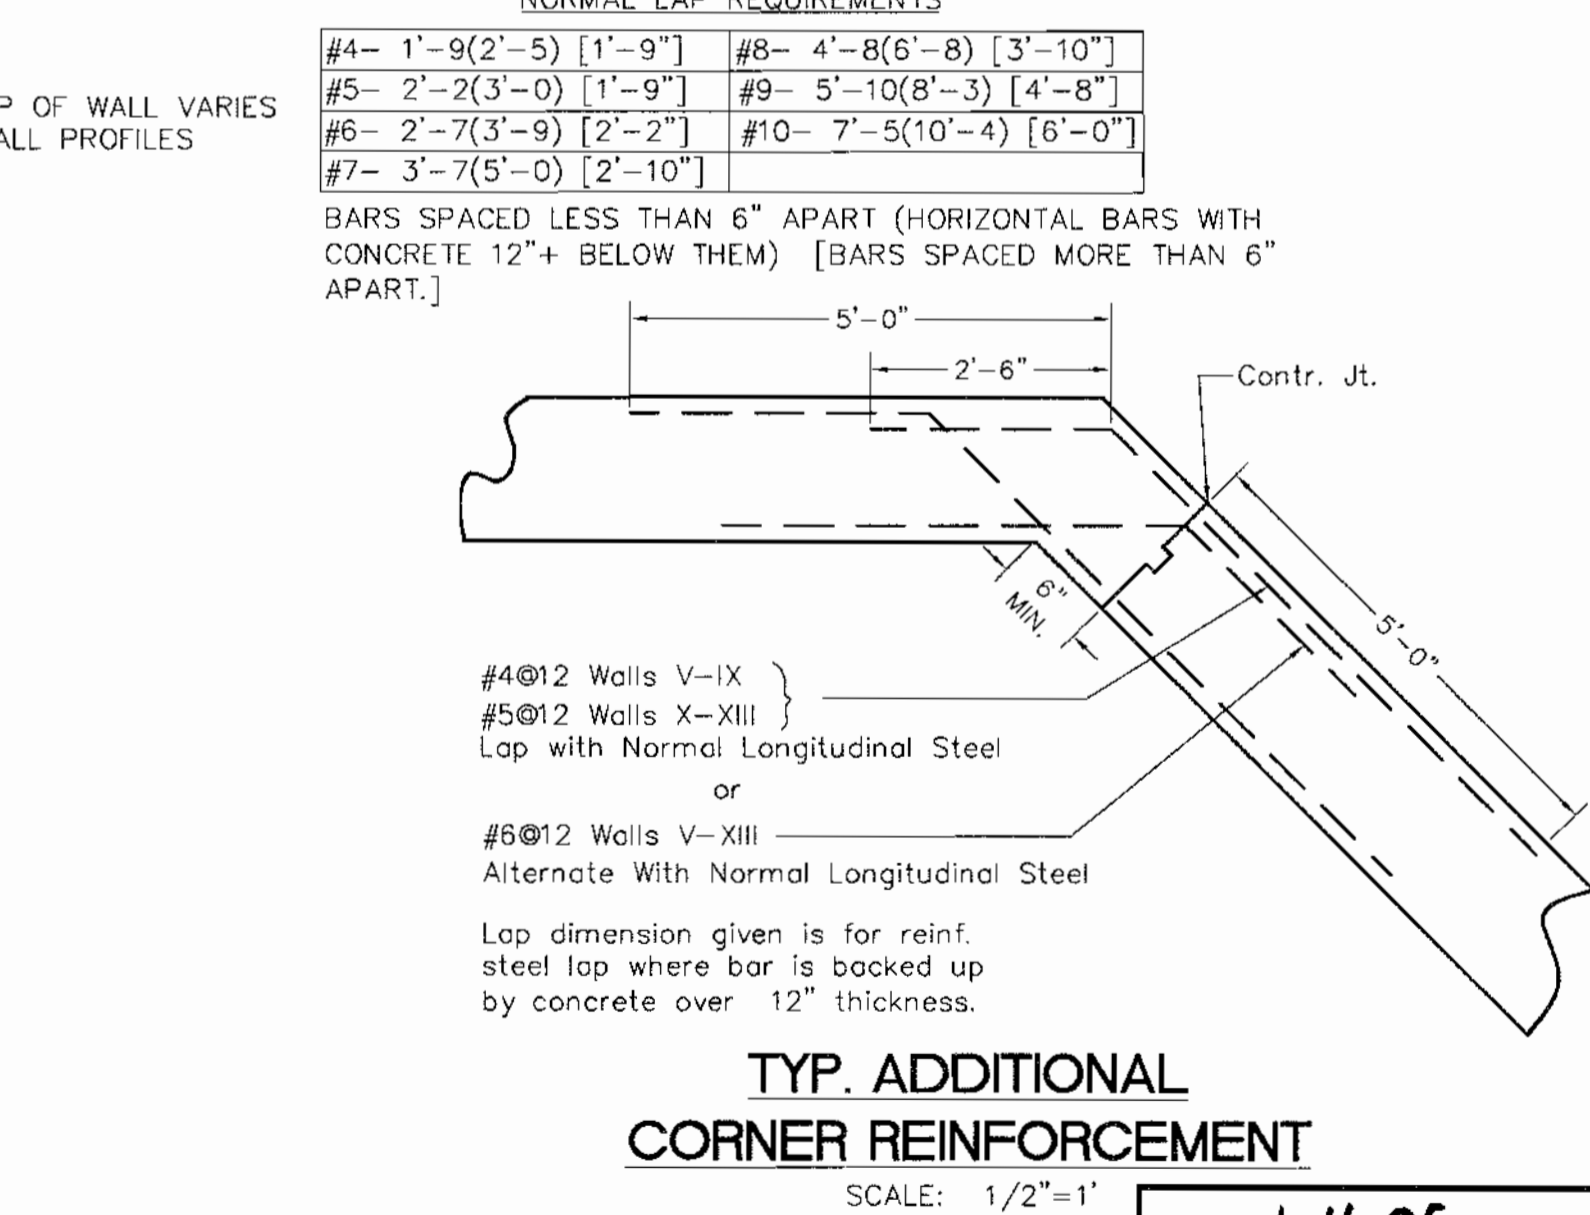 NORMAL LAP REQUIREMENTS
#4- 1'-9(2'-5) [1'-9"] #8- 4'-8(6'-8) [3'-10"]
#5- 2'-2(3'-0) [1'-9"] #9- 5'-10(8'-3) [4'-8"]
#6- 2'-7(3'-9) [2'-2"] #10- 7'-5(10'-4) [6'-0"]
#7- 3'-7(5'-0) [2'-10"]
P OF WALL VARIES
ALL PROFILES
BARS SPACED LESS THAN 6" APART (HORIZONTAL BARS WITH
CONCRETE 12"+ BELOW THEM) [BARS SPACED MORE THAN 6"
APART.]
5'-0"
2'-6"
Contr. Jt.
6"
MIN.
5'-0"
#4@12 Walls V-IX
#5@12 Walls X-XIII
Lap with Normal Longitudinal Steel
or
#6@12 Walls V-XIII
Alternate With Normal Longitudinal Steel
Lap dimension given is for reinf.
steel lap where bar is backed up
by concrete over 12" thickness.
TYP. ADDITIONAL
CORNER REINFORCEMENT
SCALE: 1/2"=1'